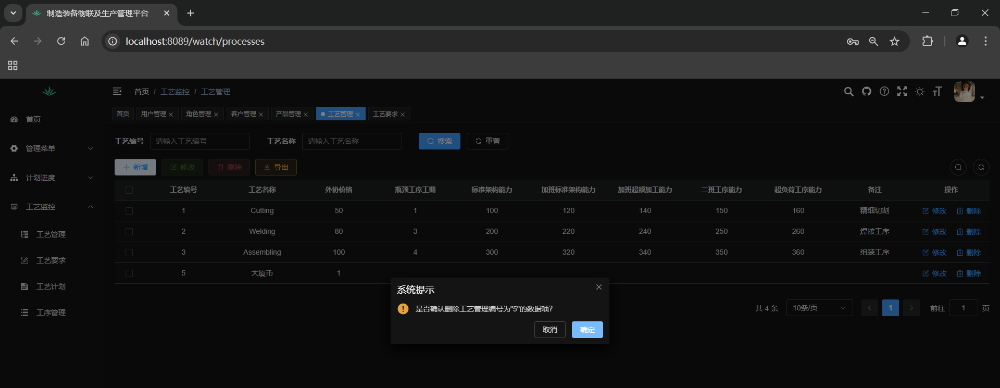 制造装备物联及生产管理平台
localhost:8089/watch/processes
首页 / 工艺监控 / 工艺管理
首页 用户管理 角色管理 客户管理 产品管理 工艺管理 工艺要求
首页
管理菜单
计划进度
工艺监控
工艺管理
工艺要求
工艺计划
工序管理
工艺编号 请输入工艺编号 工艺名称 请输入工艺名称 搜索 重置
新增 修改 删除 导出
工艺编号 工艺名称 外协价格 瓶颈工序工期 标准架构能力 加班标准架构能力 加班超额加工能力 二班工序能力 超负荷工序能力 备注 操作
1 Cutting 50 1 100 120 140 150 160 精细切割 修改 删除
2 Welding 80 3 200 220 240 250 260 焊接工序 修改 删除
3 Assembling 100 4 300 320 340 350 360 组装工序 修改 删除
5 大厦币 1 修改 删除
系统提示
是否确认删除工艺管理编号为"5"的数据项?
取消 确定
共 4 条 10条/页 1 前往 1 页